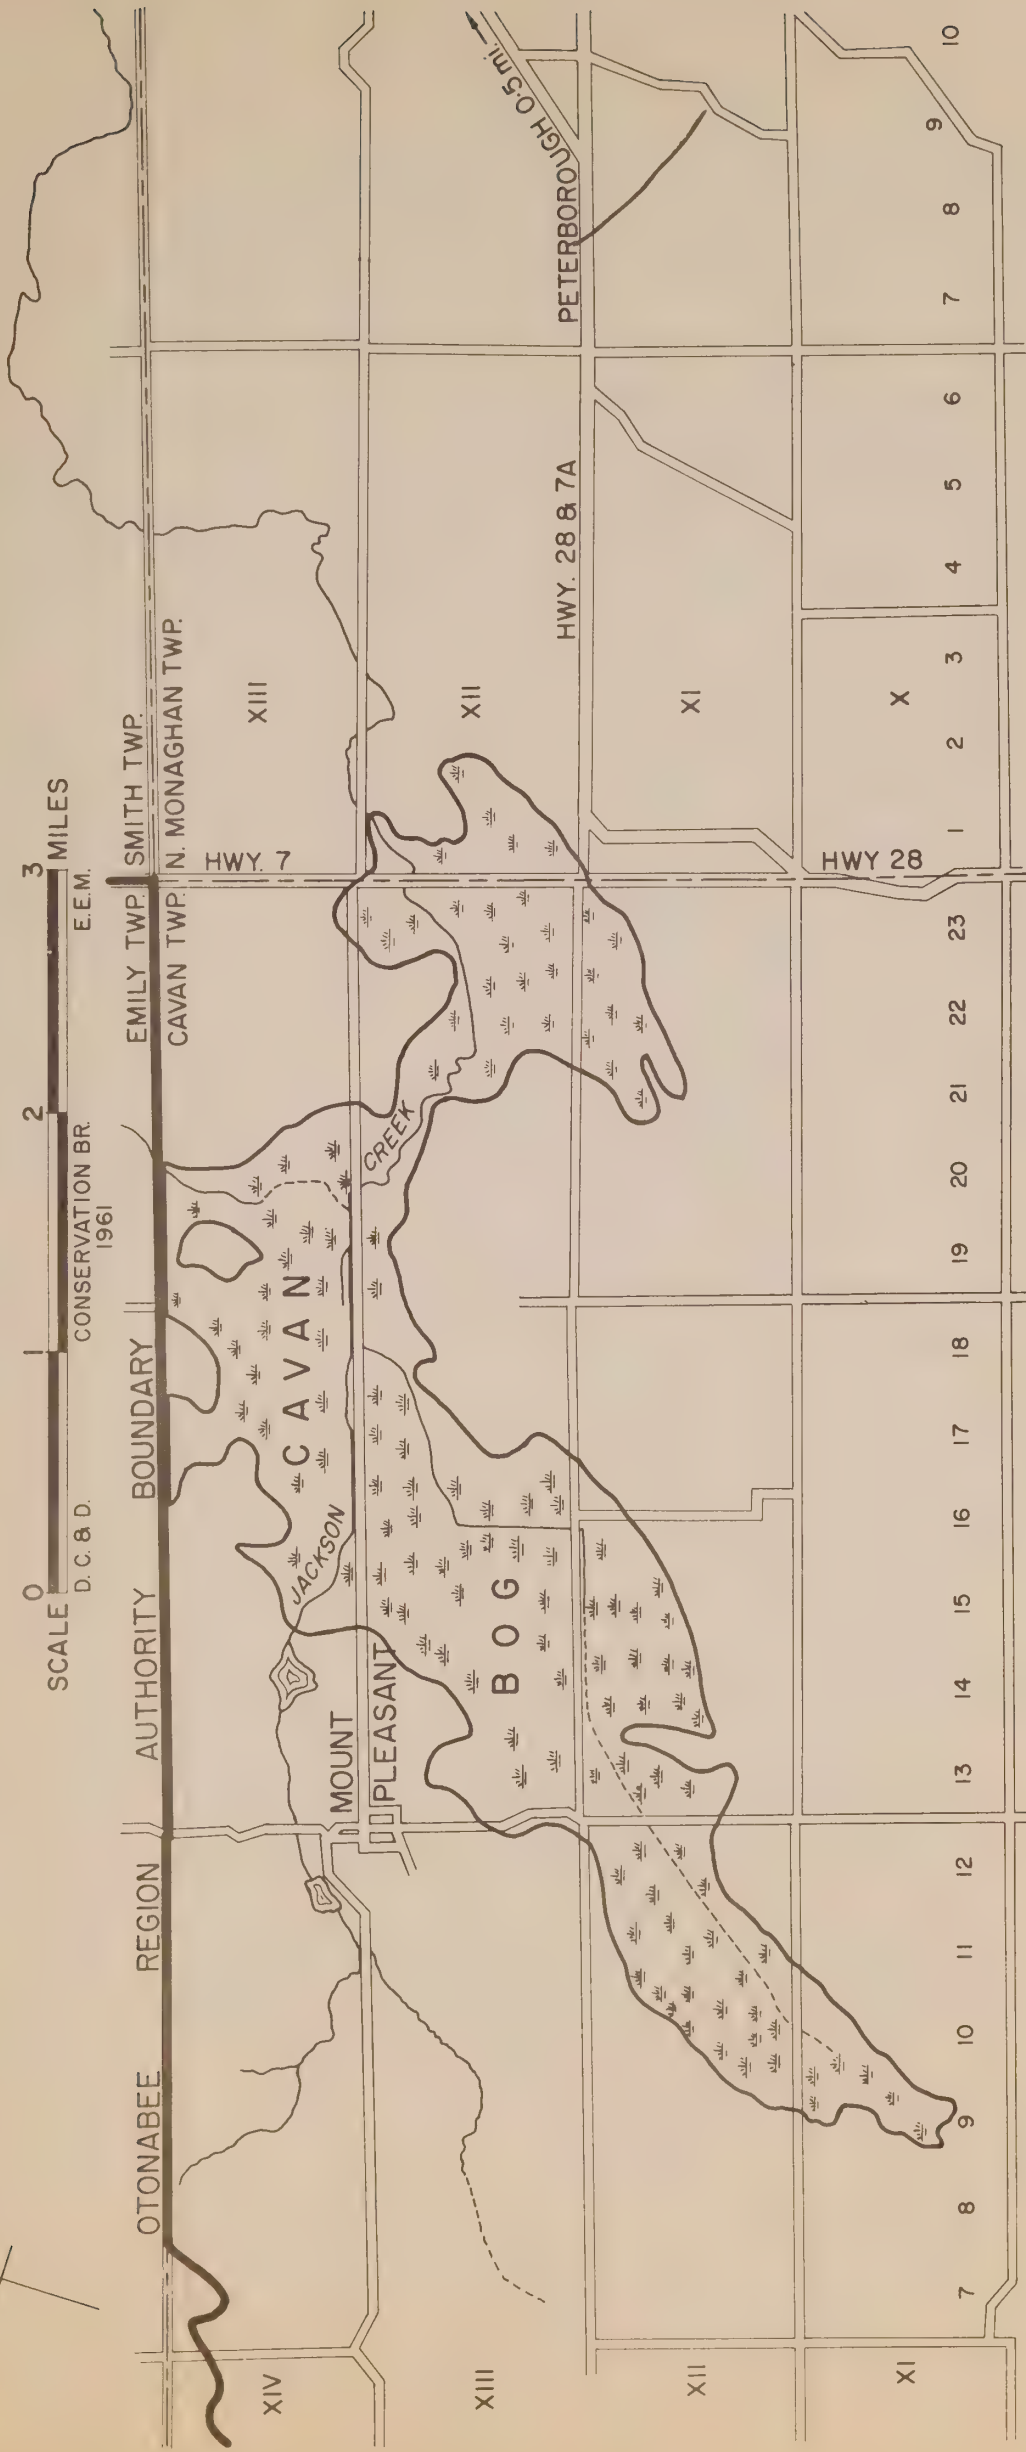 SCALE 0 1 2 3 MILES
D. C. & D. CONSERVATION BR. E.E.M.
1961
OTONABEE REGION AUTHORITY BOUNDARY
EMILY TWP. SMITH TWP.
CAVAN TWP. N. MONAGHAN TWP.
HWY. 7
XIV
XIII
JACKSON
CREEK
CAVAN
BOG
MOUNT
PLEASANT
XIII
XII
HWY. 28 & 7A
PETERBOROUGH 0·5 mi.
XII
XI
HWY 28
XI
X
7 8 9 10 11 12 13 14 15 16 17 18 19 20 21 22 23 1 2 3 4 5 6 7 8 9 10